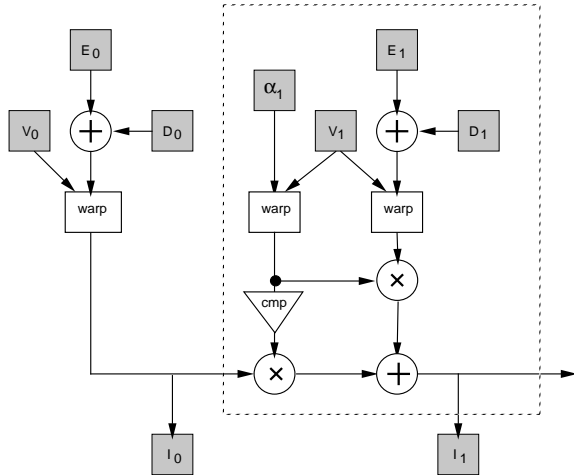 E0 E1
α1
V0 + D0 V1 + D1
warp warp warp
×
cmp
× +
I0 I1